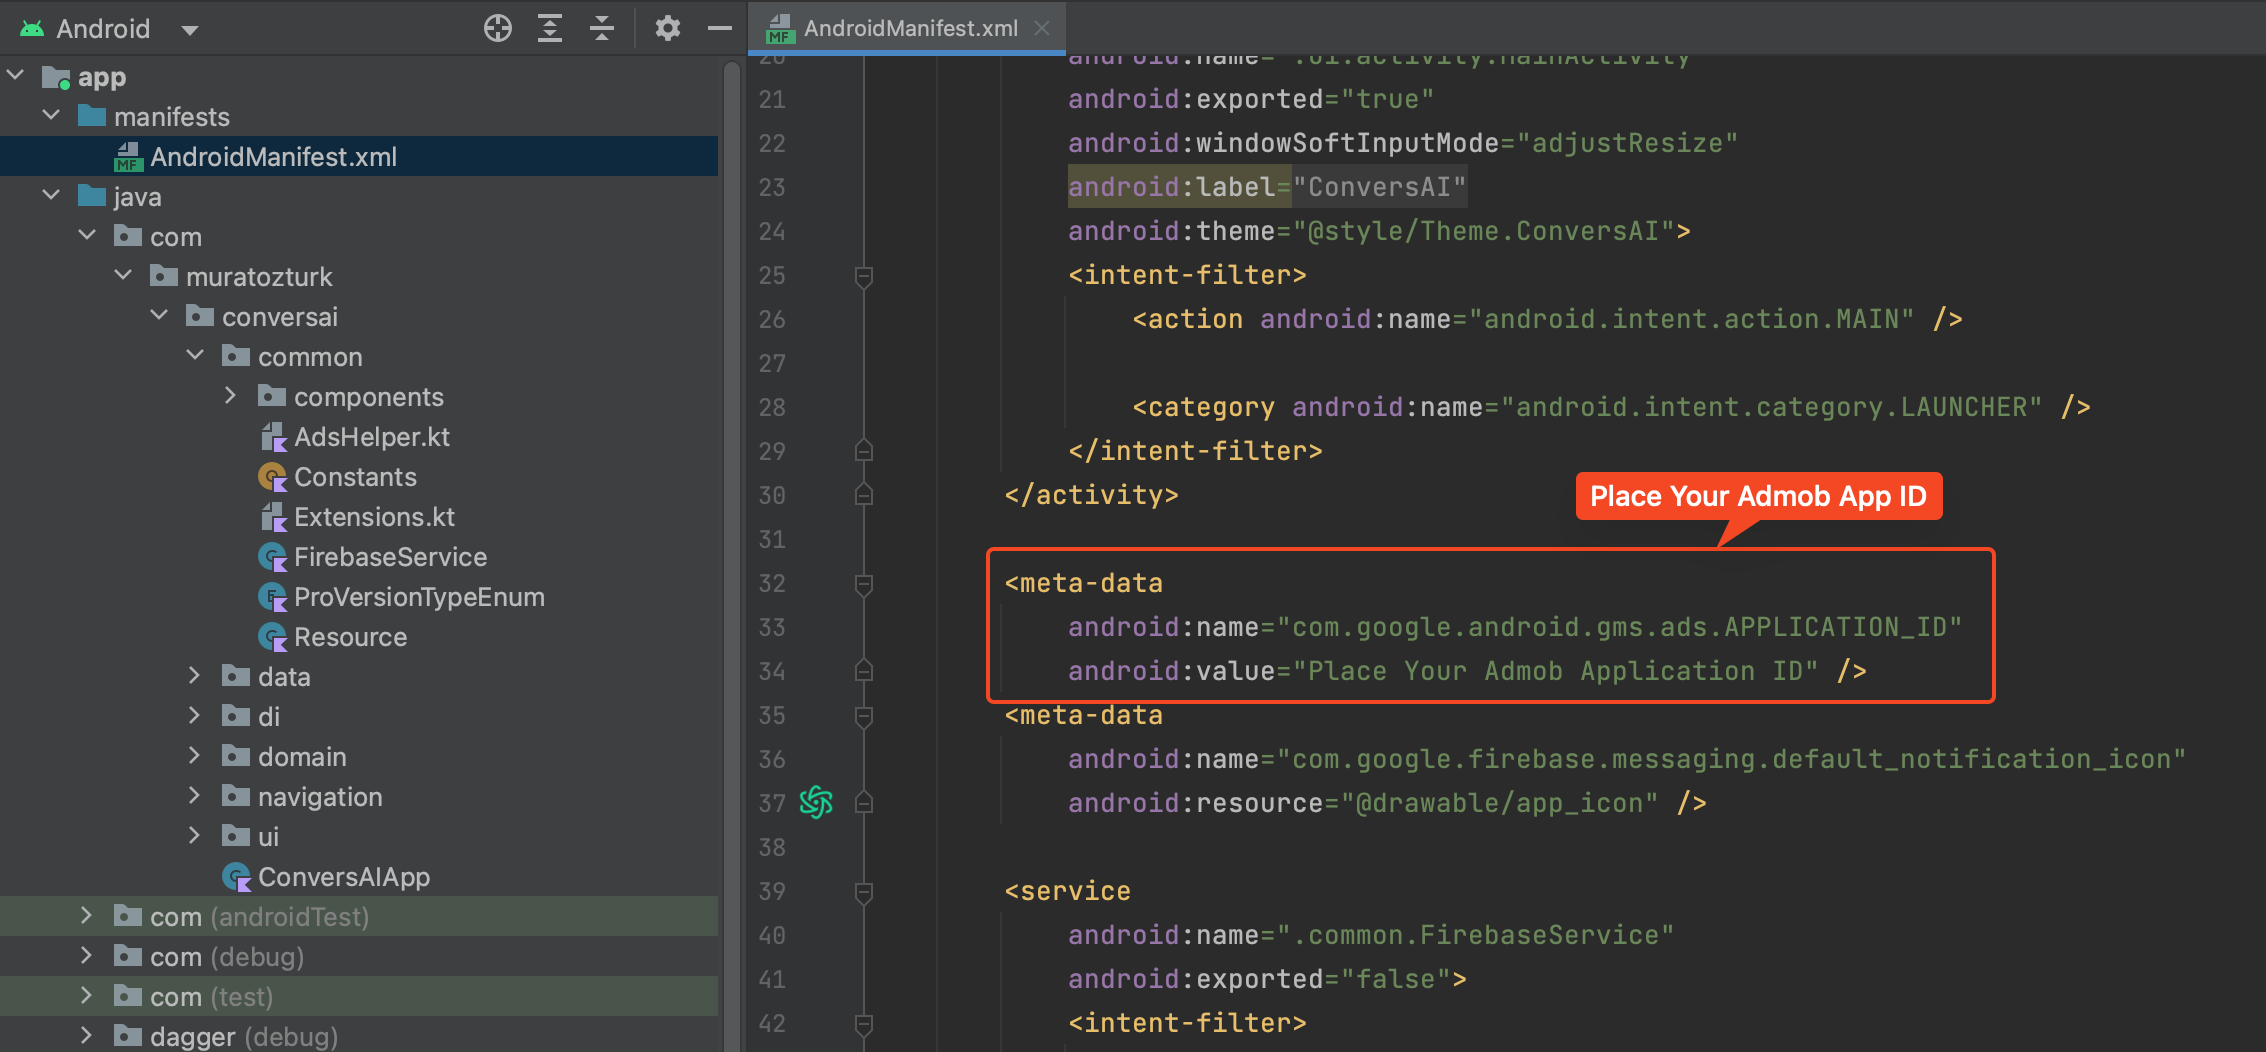 Android
app
manifests
AndroidManifest.xml
java
com
muratozturk
conversai
common
components
AdsHelper.kt
Constants
Extensions.kt
FirebaseService
ProVersionTypeEnum
Resource
data
di
domain
navigation
ui
ConversAIApp
com (androidTest)
com (debug)
com (test)
dagger (debug)
AndroidManifest.xml
20 android:name=".ui.activity.MainActivity"
21 android:exported="true"
22 android:windowSoftInputMode="adjustResize"
23 android:label="ConversAI"
24 android:theme="@style/Theme.ConversAI">
25 <intent-filter>
26 <action android:name="android.intent.action.MAIN" />
27
28 <category android:name="android.intent.category.LAUNCHER" />
29 </intent-filter>
30 </activity>
Place Your Admob App ID
31
32 <meta-data
33 android:name="com.google.android.gms.ads.APPLICATION_ID"
34 android:value="Place Your Admob Application ID" />
35 <meta-data
36 android:name="com.google.firebase.messaging.default_notification_icon"
37 android:resource="@drawable/app_icon" />
38
39 <service
40 android:name=".common.FirebaseService"
41 android:exported="false">
42 <intent-filter>